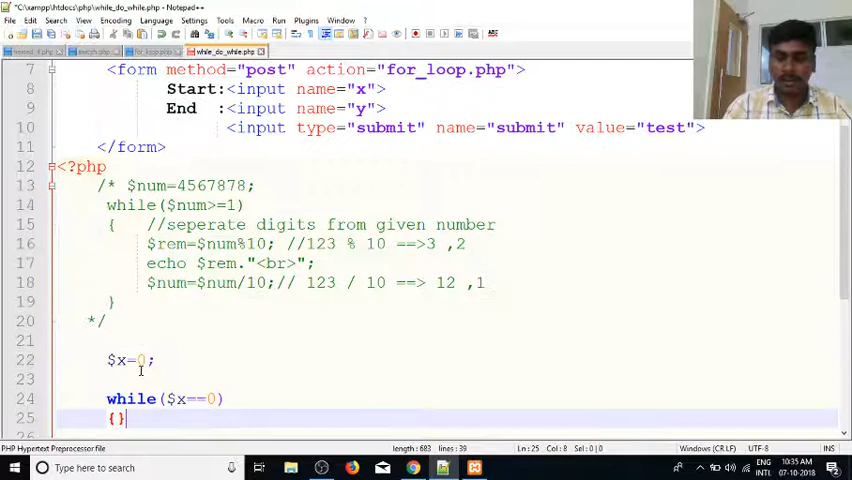 *C:\xampp\htdocs\php\while_do_while.php - Notepad++
File Edit Search View Encoding Language Settings Tools Macro Run Plugins Window ?
while_do_while.php
7 <form method="post" action="for_loop.php">
8 Start:<input name="x">
9 End :<input name="y">
10 <input type="submit" name="submit" value="test">
11 </form>
12 <?php
13 /* $num=4567878;
14 while($num>=1)
15 { //seperate digits from given number
16 $rem=$num%10; //123 % 10 ==>3 ,2
17 echo $rem."<br>";
18 $num=$num/10;// 123 / 10 ==> 12 ,1
19 }
20 */
21
22 $x=0;
23
24 while($x==0)
25 {}
26
PHP Hypertext Preprocessor file length : 683 lines : 39 Ln : 25 Col : 8 Sel : 0 | 0 Windows (CR LF) UTF-8 INS
Type here to search
ENG INTL
10:35 AM
07-10-2018